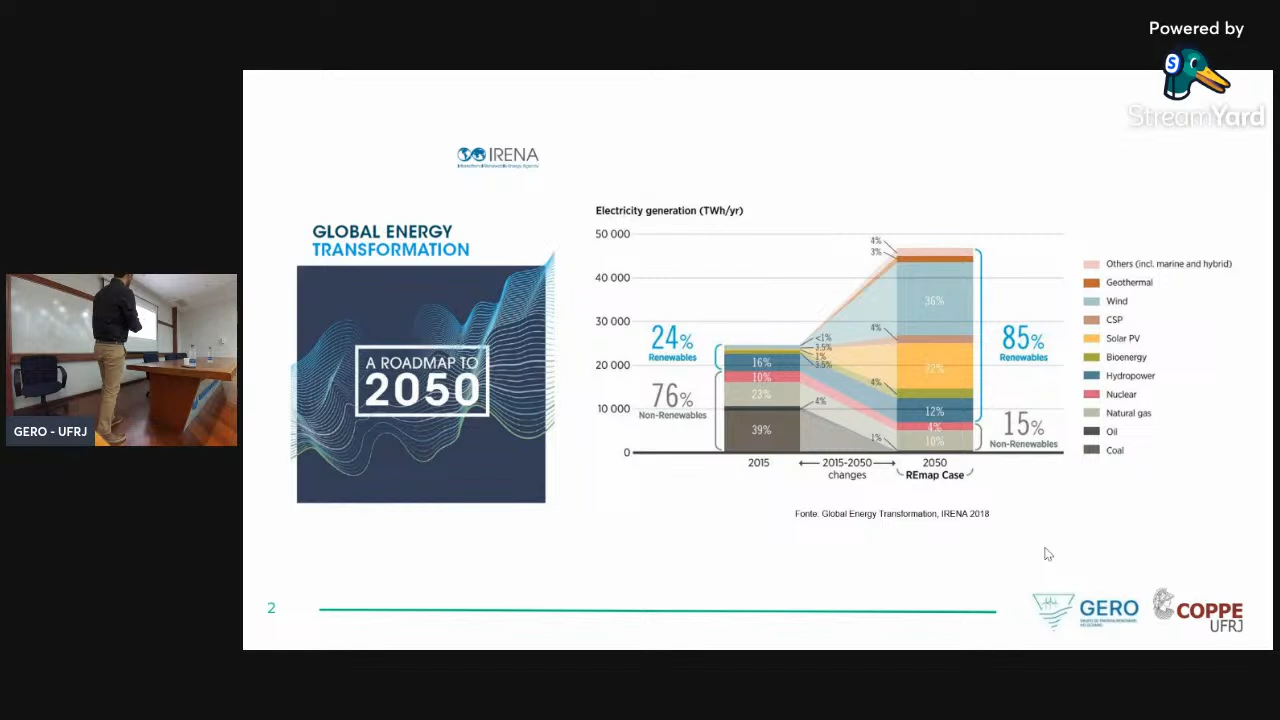 Powered by
StreamYard
IRENA
International Renewable Energy Agency
GLOBAL ENERGY
TRANSFORMATION
A ROADMAP TO
2050
Electricity generation (TWh/yr)
50 000
40 000
30 000
20 000
10 000
0
24%
Renewables
76%
Non-Renewables
16%
10%
23%
39%
<1%
3.5%
1%
3.5%
4%
4%
3%
4%
4%
1%
36%
22%
12%
4%
10%
85%
Renewables
15%
Non-Renewables
2015
2015-2050
changes
2050
REmap Case
Others (incl. marine and hybrid)
Geothermal
Wind
CSP
Solar PV
Bioenergy
Hydropower
Nuclear
Natural gas
Oil
Coal
Fonte: Global Energy Transformation, IRENA 2018
GERO - UFRJ
2
GERO
COPPE
UFRJ